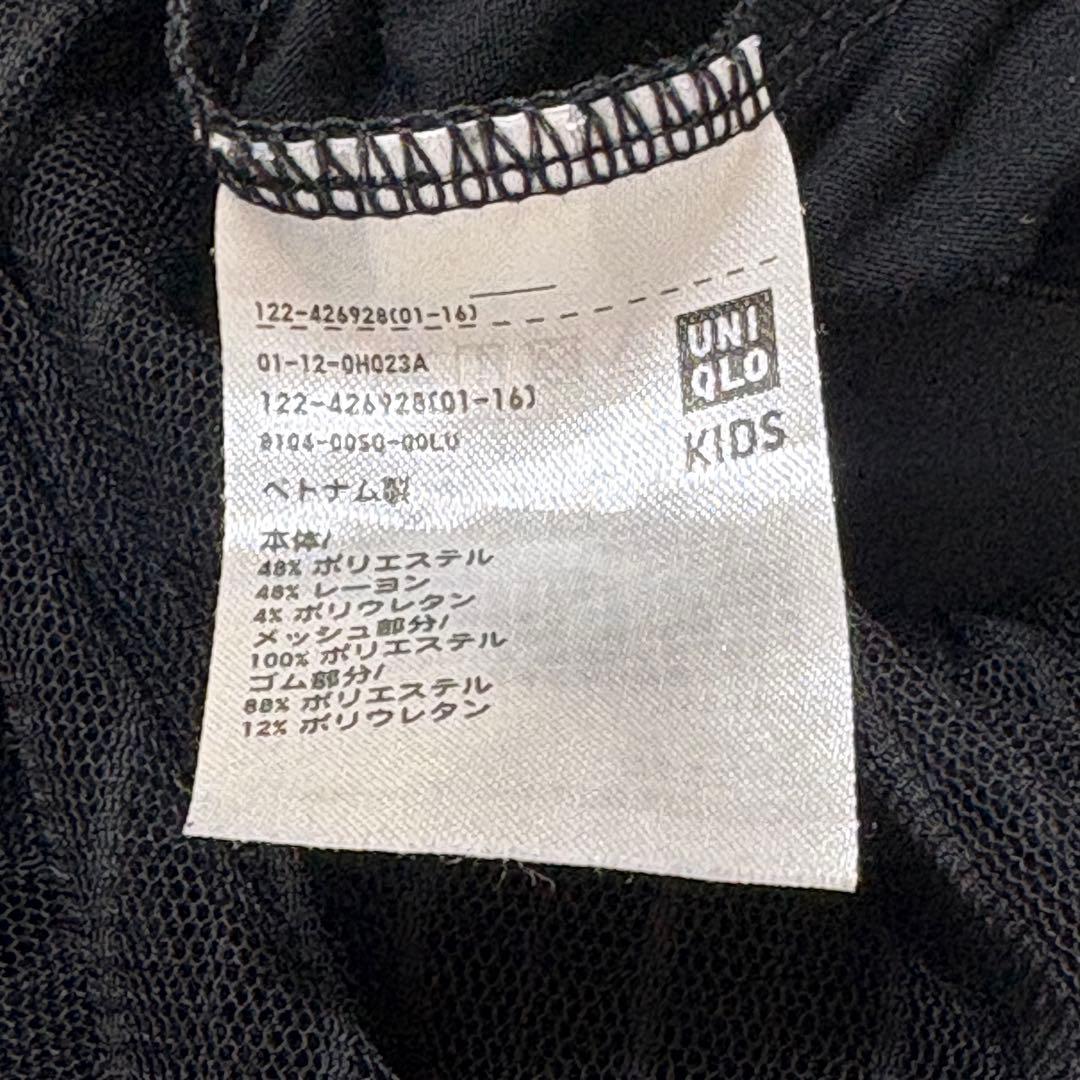 122-426928(01-16)
01-12-0H023A
122-426928(01-16)
UNI
QLO
KIDS
ベトナム製
本体/
48% ポリエステル
48% レーヨン
4% ポリウレタン
メッシュ部分/
100% ポリエステル
ゴム部分/
88% ポリエステル
12% ポリウレタン